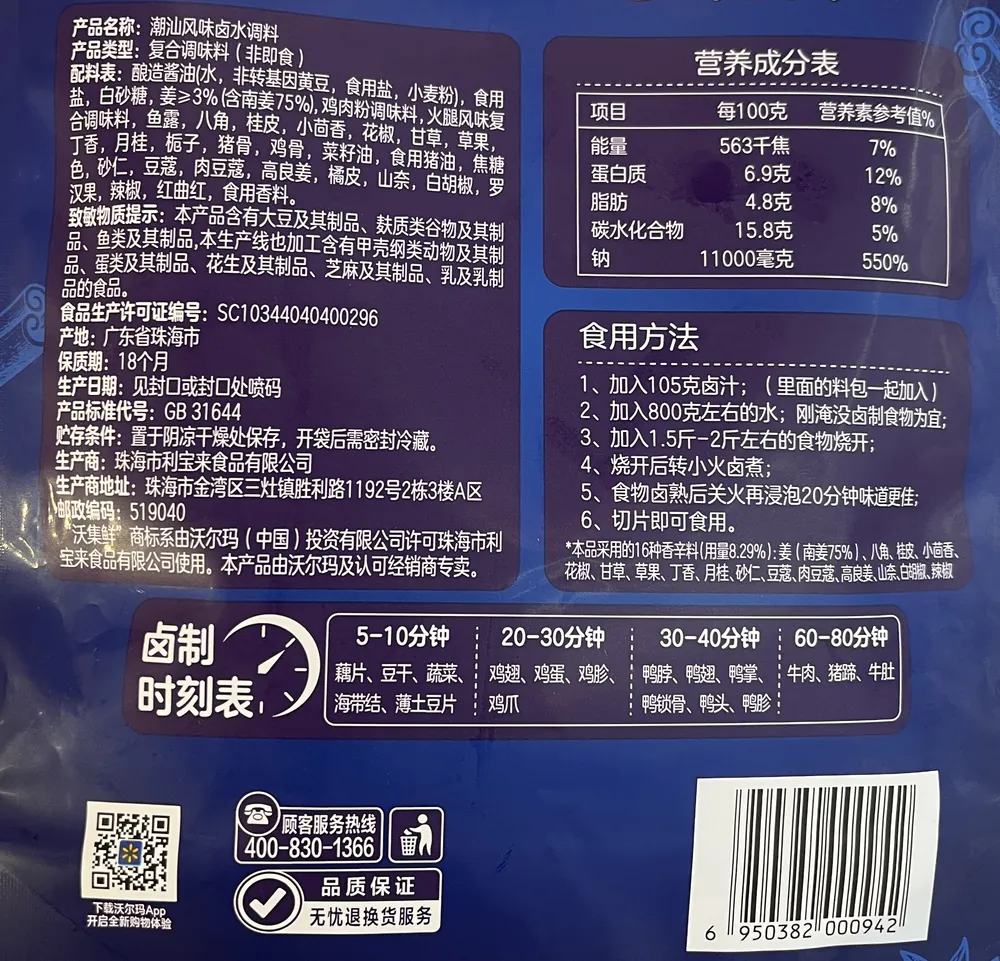 产品名称：潮汕风味卤水调料
产品类型：复合调味料（非即食）
配料表：酿造酱油(水，非转基因黄豆，食用盐，小麦粉)，食用
盐，白砂糖，姜≥3%(含南姜75%),鸡肉粉调味料,火腿风味复
合调味料，鱼露，八角，桂皮，小茴香，花椒，甘草，草果，
丁香，月桂，栀子，猪骨，鸡骨，菜籽油，食用猪油，焦糖
色，砂仁，豆蔻，肉豆蔻，高良姜，橘皮，山奈，白胡椒，罗
汉果，辣椒，红曲红，食用香料。
致敏物质提示：本产品含有大豆及其制品、麸质类谷物及其制
品、鱼类及其制品,本生产线也加工含有甲壳纲类动物及其制
品、蛋类及其制品、花生及其制品、芝麻及其制品、乳及乳制
品的食品。
食品生产许可证编号：SC10344040400296
产地：广东省珠海市
保质期：18个月
生产日期：见封口或封口处喷码
产品标准代号：GB 31644
贮存条件：置于阴凉干燥处保存，开袋后需密封冷藏。
生产商：珠海市利宝来食品有限公司
生产商地址：珠海市金湾区三灶镇胜利路1192号2栋3楼A区
邮政编码：519040
“沃集鲜”商标系由沃尔玛（中国）投资有限公司许可珠海市利
宝来食品有限公司使用。本产品由沃尔玛及认可经销商专卖。
营养成分表
项目 每100克 营养素参考值%
能量 563千焦 7%
蛋白质 6.9克 12%
脂肪 4.8克 8%
碳水化合物 15.8克 5%
钠 11000毫克 550%
食用方法
1、加入105克卤汁；（里面的料包一起加入）
2、加入800克左右的水；刚淹没卤制食物为宜;
3、加入1.5斤-2斤左右的食物烧开;
4、烧开后转小火卤煮;
5、食物卤熟后关火再浸泡20分钟味道更佳;
6、切片即可食用。
*本品采用的16种香辛料(用量8.29%)：姜（南姜75%）、八角、桂皮、小茴香、
花椒、甘草、草果、丁香、月桂、砂仁、豆蔻、肉豆蔻、高良姜、山奈、白胡椒、辣椒
卤制
时刻表
5-10分钟
藕片、豆干、蔬菜、
海带结、薄土豆片
20-30分钟
鸡翅、鸡蛋、鸡胗、
鸡爪
30-40分钟
鸭脖、鸭翅、鸭掌、
鸭锁骨、鸭头、鸭胗
60-80分钟
牛肉、猪蹄、牛肚
下载沃尔玛App
开启全新购物体验
顾客服务热线
400-830-1366
品质保证
无忧退换货服务
6 950382 000942